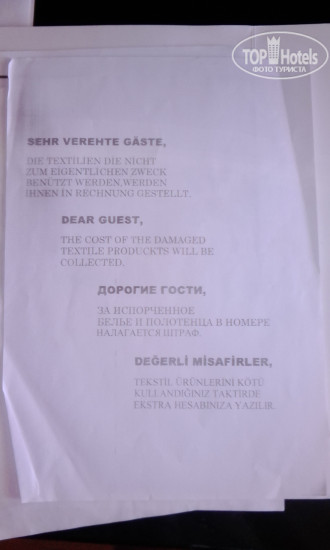 TOP Hotels
ФОТО ТУРИСТА
SEHR VEREHTE GÄSTE,
DIE TEXTILIEN DIE NICHT
ZUM EIGENTLICHEN ZWECK
BENÜTZT WERDEN,WERDEN
IHNEN IN RECHNUNG GESTELLT.
DEAR GUEST,
THE COST OF THE DAMAGED
TEXTILE PRODUCKTS WILL BE
COLLECTED.
ДОРОГИЕ ГОСТИ,
ЗА ИСПОРЧЕННОЕ
БЕЛЬЕ И ПОЛОТЕНЦА В НОМЕРЕ
НАЛАГАЕТСЯ ШТРАФ.
DEĞERLİ MİSAFİRLER,
TEKSTİL ÜRÜNLERİNİ KÖTÜ
KULLANDIĞINIZ TAKTİRDE
EKSTRA HESABINIZA YAZILIR.